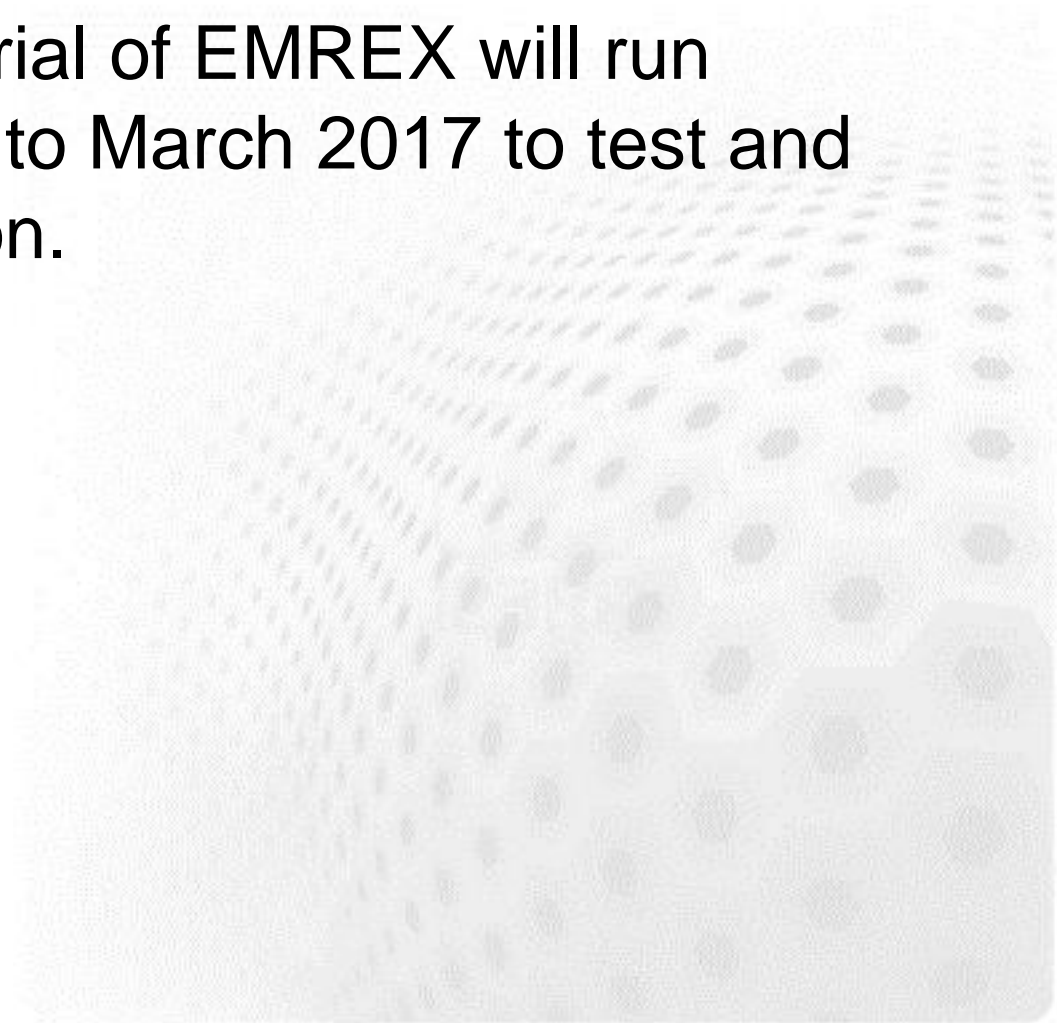 rial of EMREX will run
to March 2017 to test and
on.